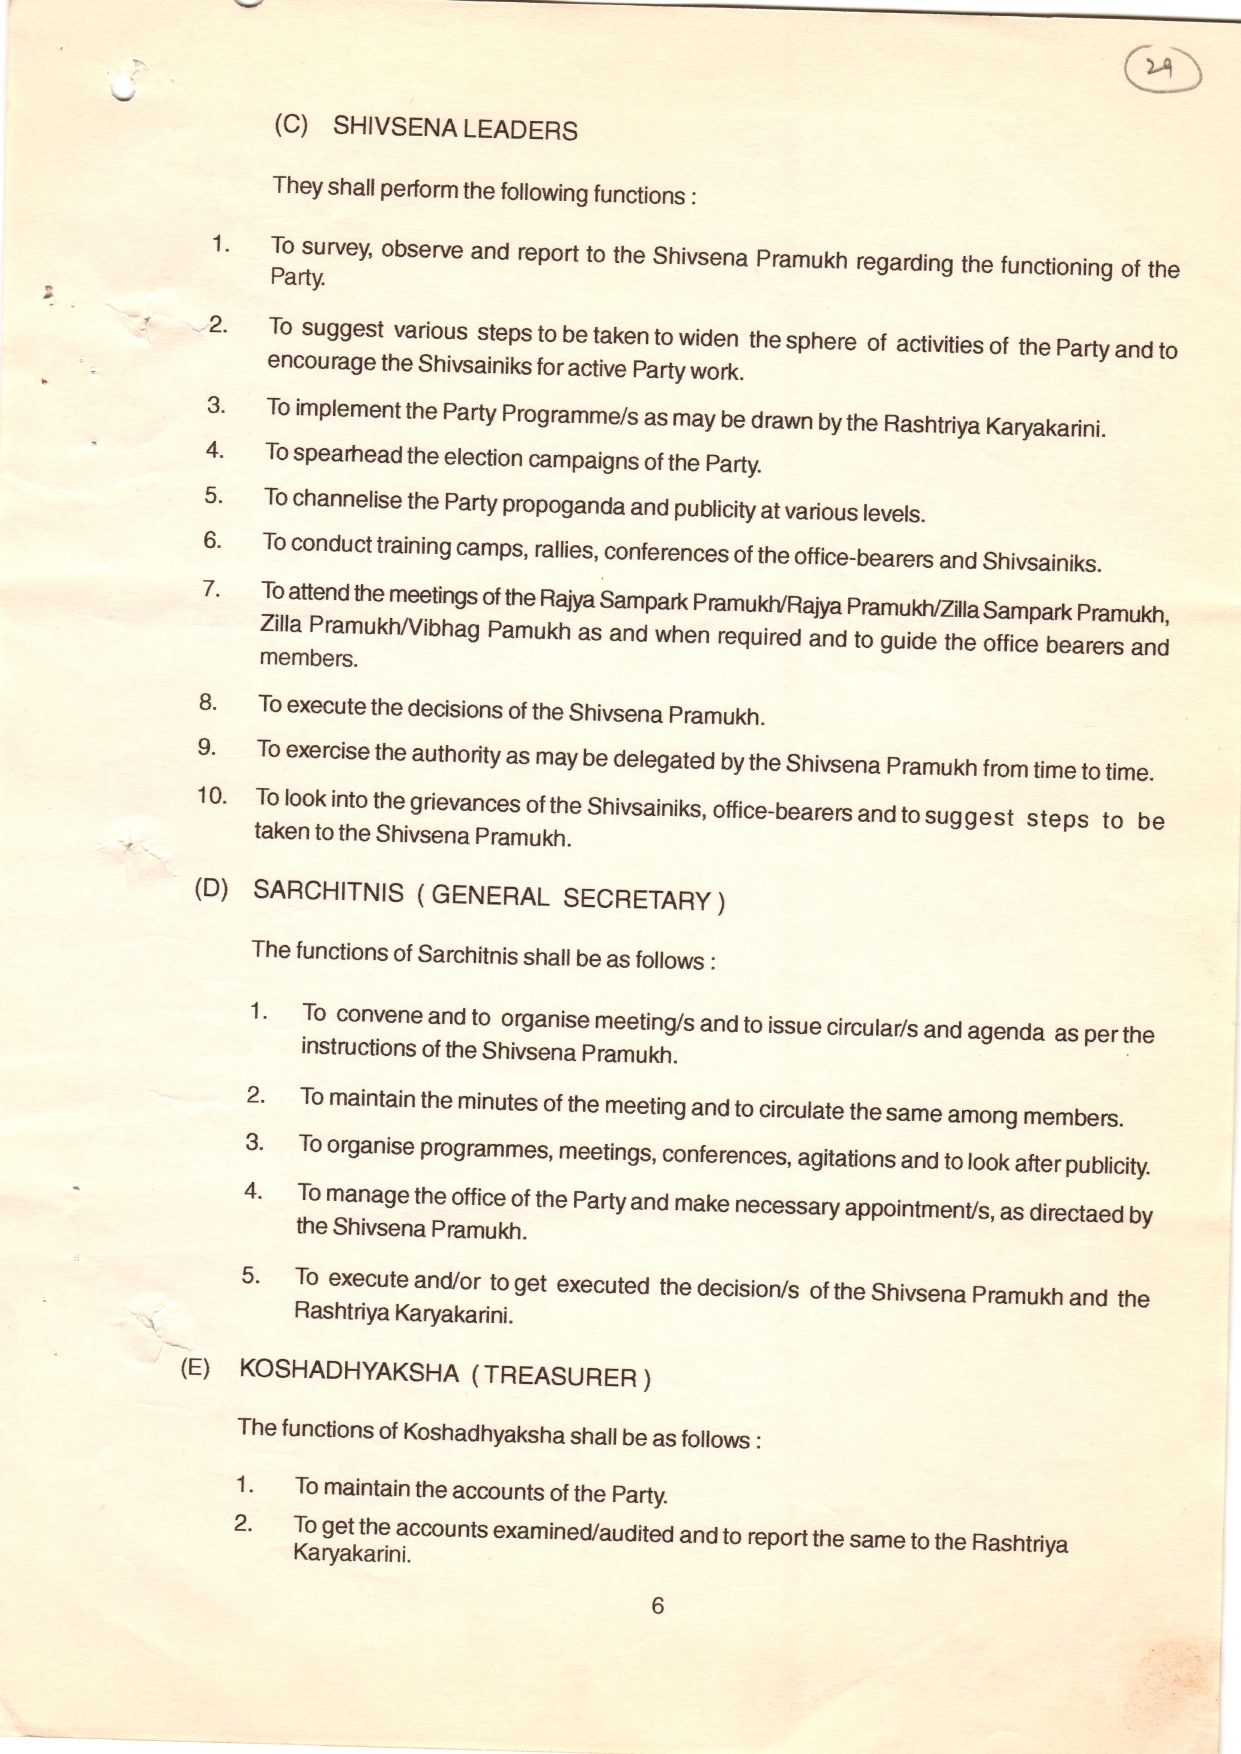 29
(C) SHIVSENA LEADERS
They shall perform the following functions :
1. To survey, observe and report to the Shivsena Pramukh regarding the functioning of the
Party.
2. To suggest various steps to be taken to widen the sphere of activities of the Party and to
encourage the Shivsainiks for active Party work.
3. To implement the Party Programme/s as may be drawn by the Rashtriya Karyakarini.
4. To spearhead the election campaigns of the Party.
5. To channelise the Party propoganda and publicity at various levels.
6. To conduct training camps, rallies, conferences of the office-bearers and Shivsainiks.
7. To attend the meetings of the Rajya Sampark Pramukh/Rajya Pramukh/Zilla Sampark Pramukh,
Zilla Pramukh/Vibhag Pamukh as and when required and to guide the office bearers and
members.
8. To execute the decisions of the Shivsena Pramukh.
9. To exercise the authority as may be delegated by the Shivsena Pramukh from time to time.
10. To look into the grievances of the Shivsainiks, office-bearers and to suggest steps to be
taken to the Shivsena Pramukh.
(D) SARCHITNIS ( GENERAL SECRETARY )
The functions of Sarchitnis shall be as follows :
1. To convene and to organise meeting/s and to issue circular/s and agenda as per the
instructions of the Shivsena Pramukh.
2. To maintain the minutes of the meeting and to circulate the same among members.
3. To organise programmes, meetings, conferences, agitations and to look after publicity.
4. To manage the office of the Party and make necessary appointment/s, as directaed by
the Shivsena Pramukh.
5. To execute and/or to get executed the decision/s of the Shivsena Pramukh and the
Rashtriya Karyakarini.
(E) KOSHADHYAKSHA ( TREASURER )
The functions of Koshadhyaksha shall be as follows :
1. To maintain the accounts of the Party.
2. To get the accounts examined/audited and to report the same to the Rashtriya
Karyakarini.
6